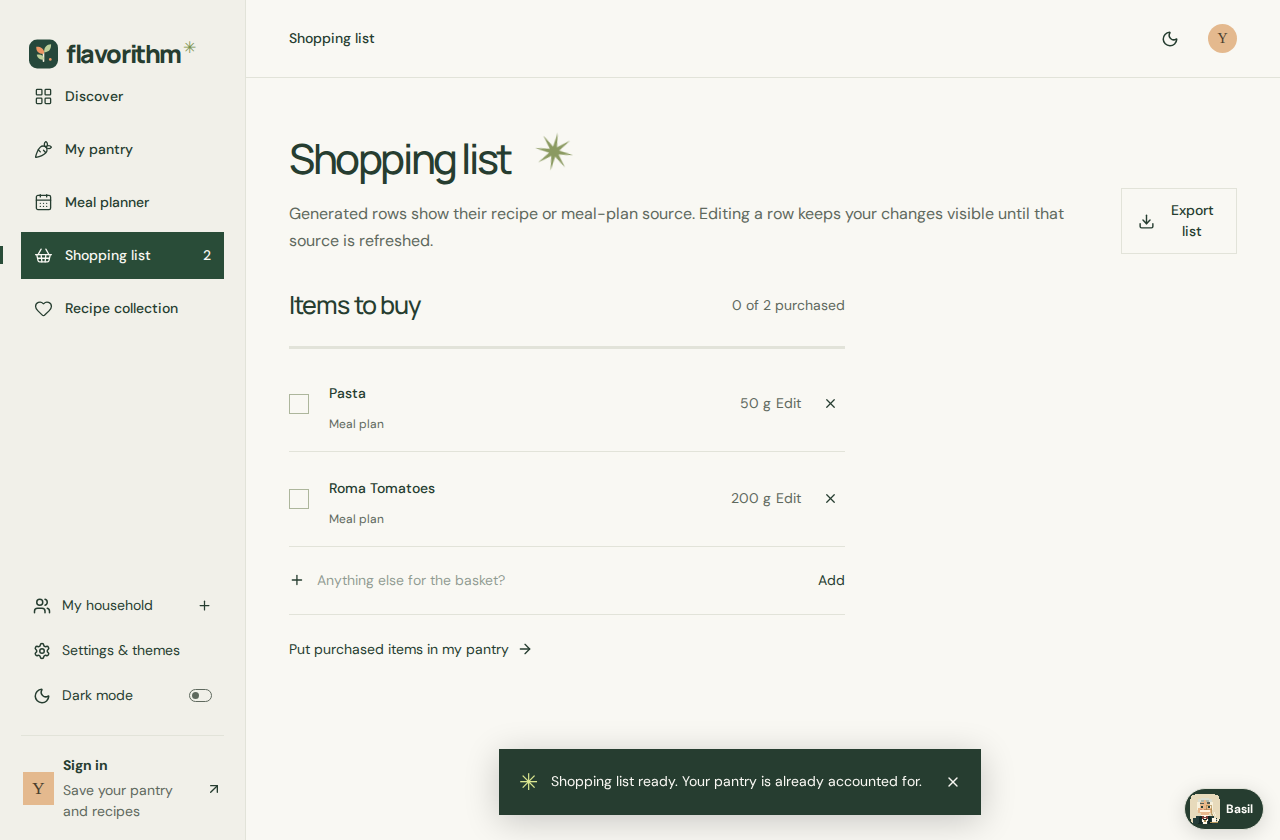 flavorithm
Discover
My pantry
Meal planner
Shopping list 2
Recipe collection
My household
Settings & themes
Dark mode
Y
Sign in
Save your pantry
and recipes
Shopping list
Y
Shopping list
Generated rows show their recipe or meal-plan source. Editing a row keeps your changes visible until that
source is refreshed.
Export
list
Items to buy
0 of 2 purchased
Pasta
Meal plan
50 g Edit
Roma Tomatoes
Meal plan
200 g Edit
Anything else for the basket?
Add
Put purchased items in my pantry
Shopping list ready. Your pantry is already accounted for.
Basil